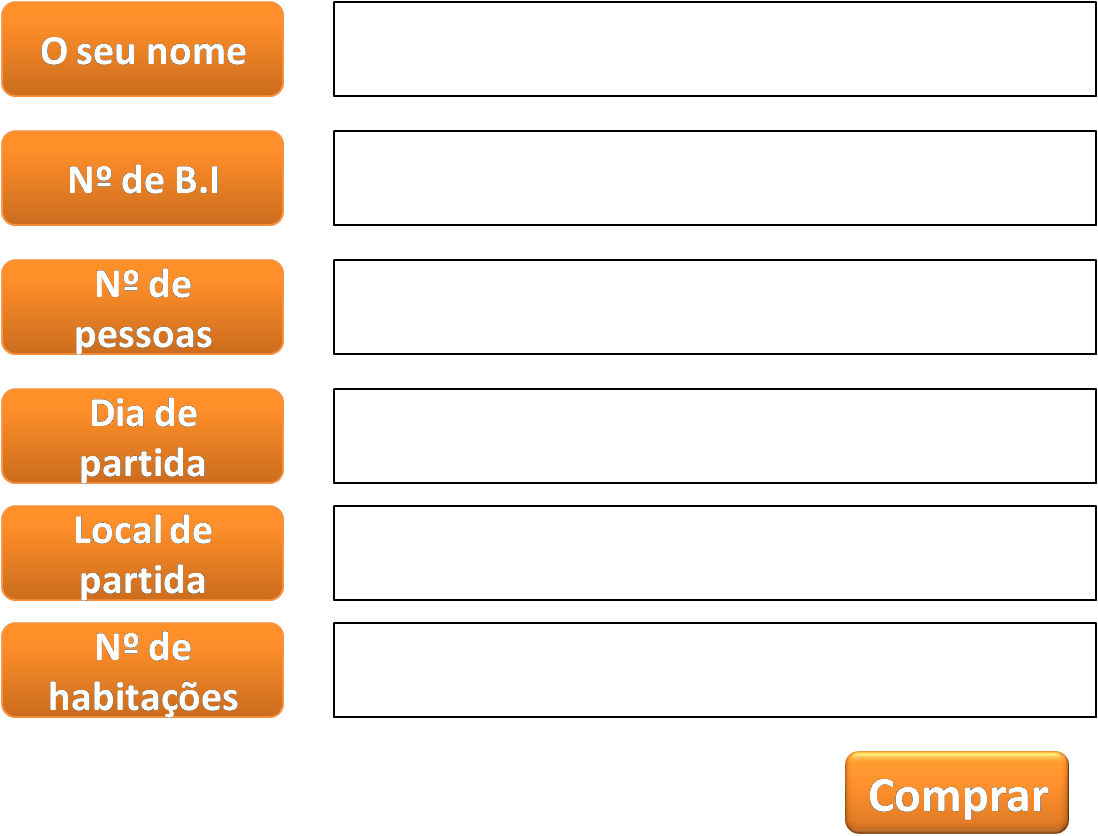 O seu nome
Nº de B.I
Nº de
pessoas
Dia de
partida
Local de
partida
Nº de
habitações
Comprar